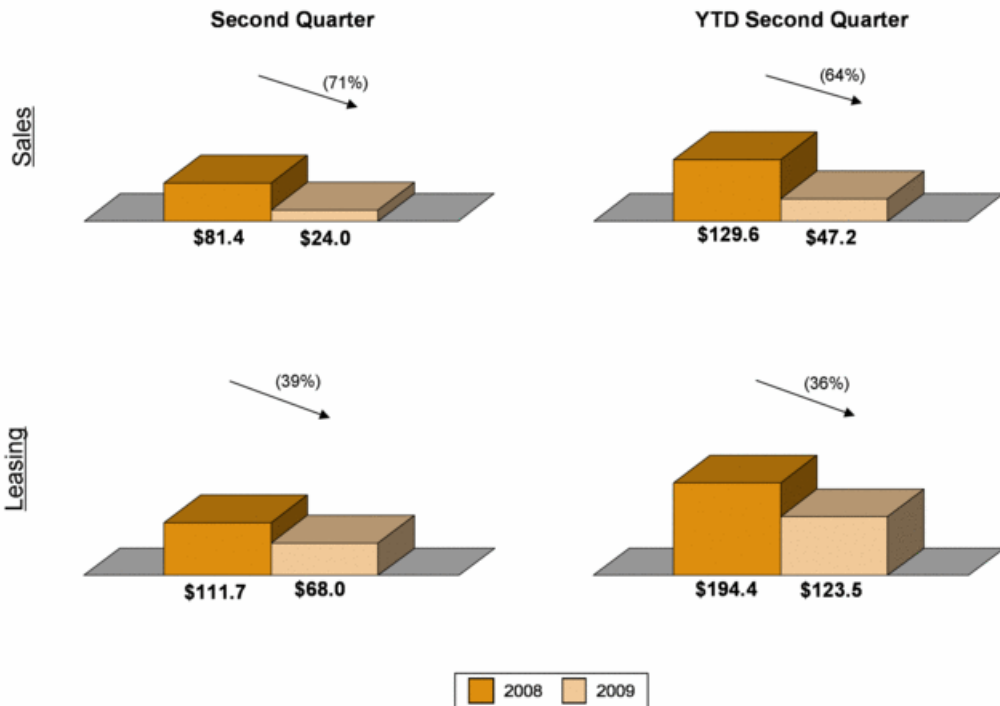 Second Quarter
YTD Second Quarter
Sales
(71%)
(64%)
$81.4 $24.0
$129.6 $47.2
Leasing
(39%)
(36%)
$111.7 $68.0
$194.4 $123.5
2008 2009